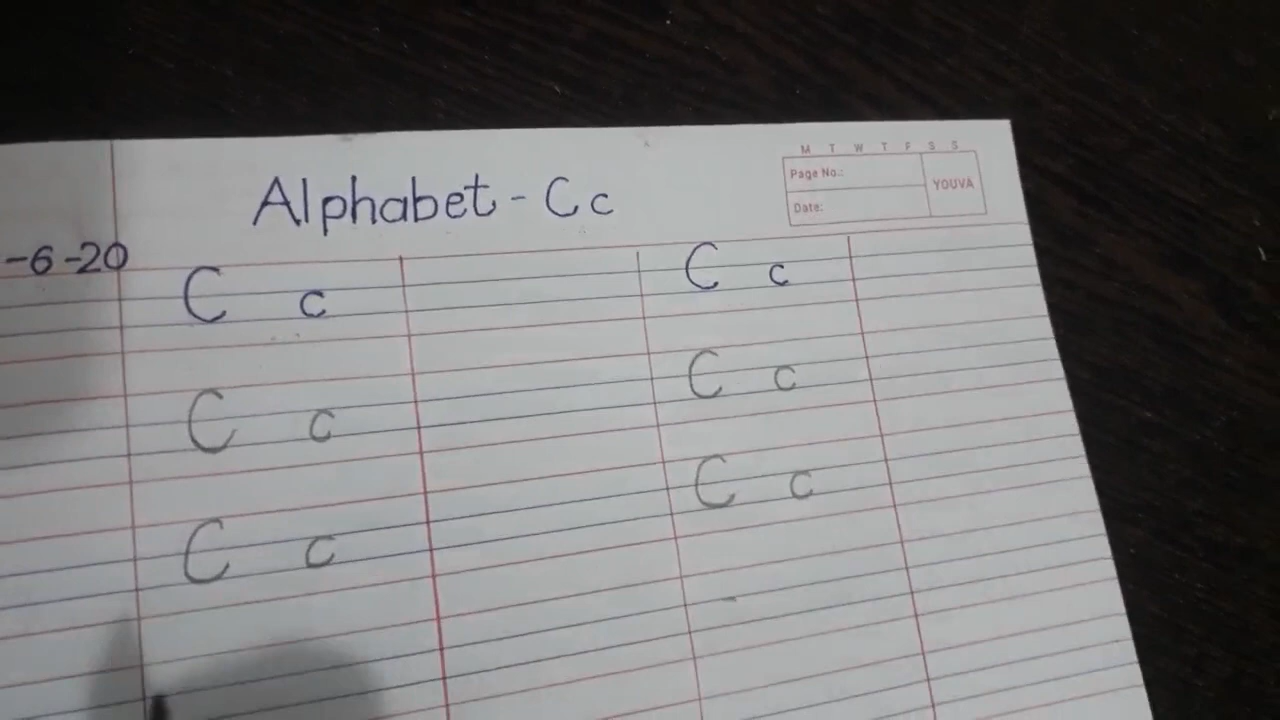 M T W T F S S
Page No.:
YOUVA
Date:
Alphabet - Cc
-6-20
C c C c
C c C c
C c C c